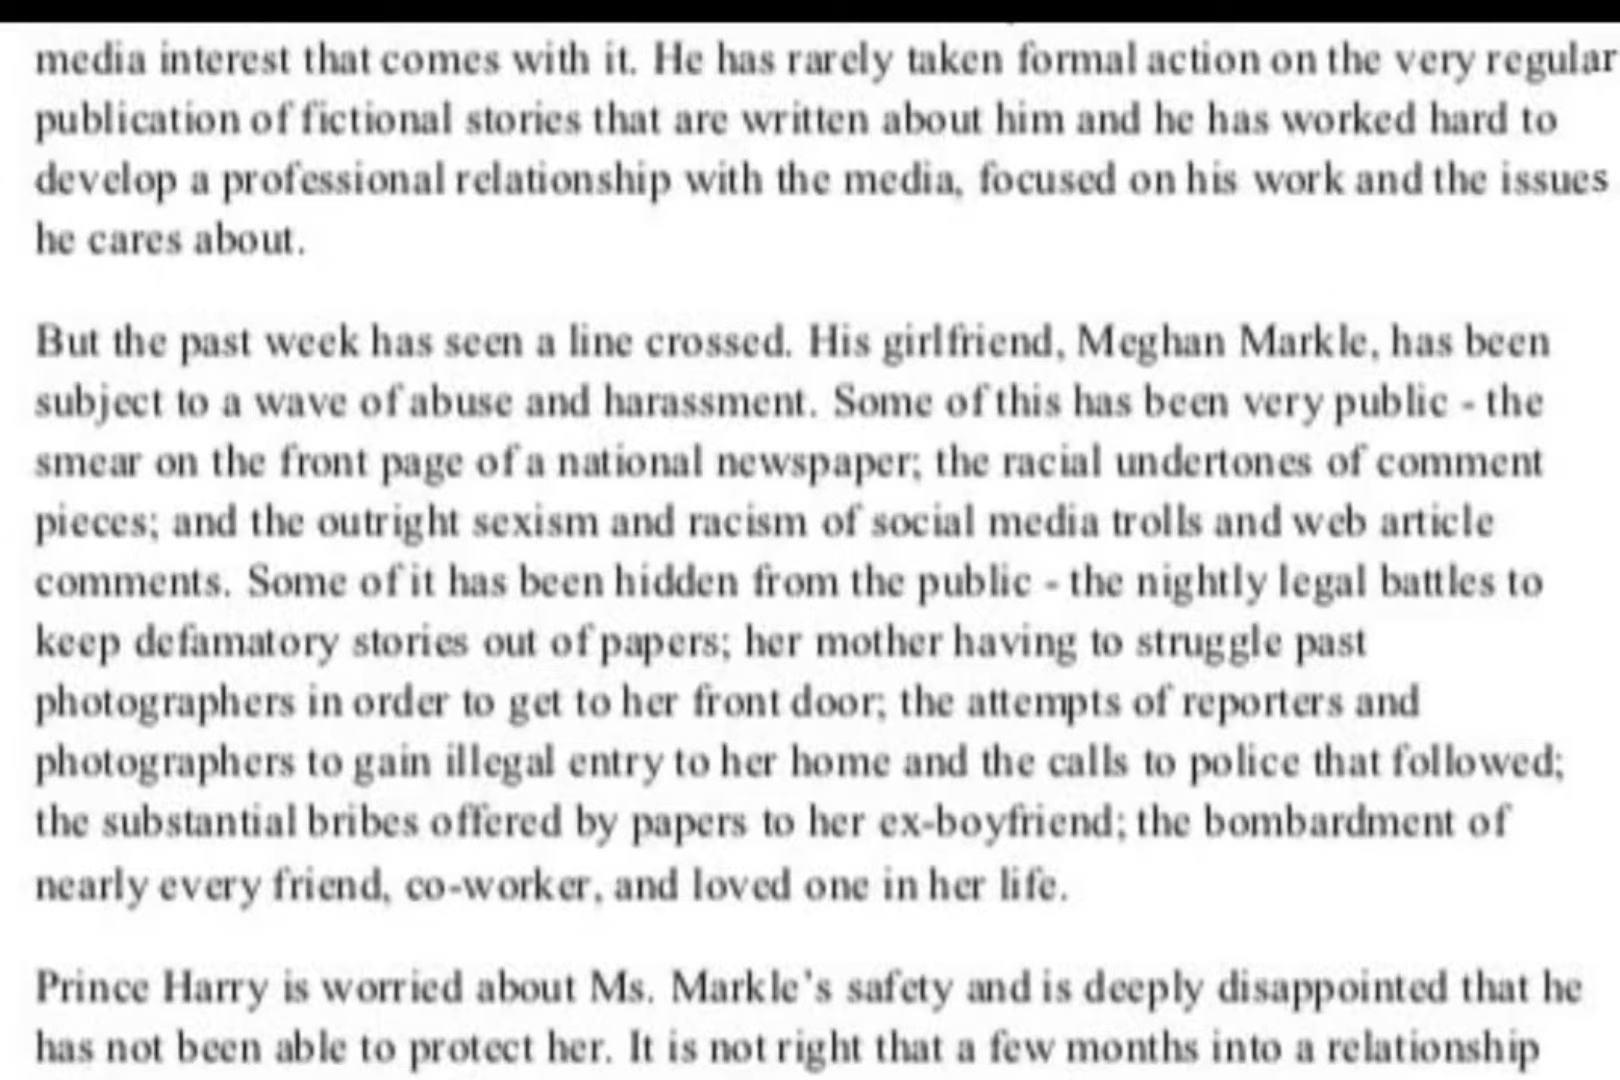 media interest that comes with it. He has rarely taken formal action on the very regular
publication of fictional stories that are written about him and he has worked hard to
develop a professional relationship with the media, focused on his work and the issues
he cares about.
But the past week has seen a line crossed. His girlfriend, Meghan Markle, has been
subject to a wave of abuse and harassment. Some of this has been very public - the
smear on the front page of a national newspaper; the racial undertones of comment
pieces; and the outright sexism and racism of social media trolls and web article
comments. Some of it has been hidden from the public - the nightly legal battles to
keep defamatory stories out of papers; her mother having to struggle past
photographers in order to get to her front door; the attempts of reporters and
photographers to gain illegal entry to her home and the calls to police that followed;
the substantial bribes offered by papers to her ex-boyfriend; the bombardment of
nearly every friend, co-worker, and loved one in her life.
Prince Harry is worried about Ms. Markle's safety and is deeply disappointed that he
has not been able to protect her. It is not right that a few months into a relationship